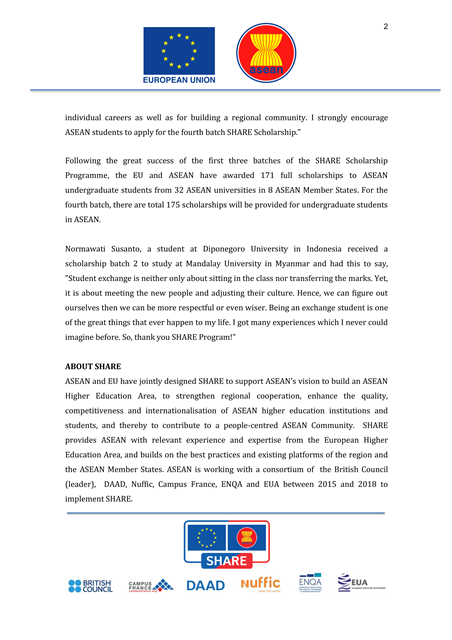 2
EUROPEAN UNION
asean
individual careers as well as for building a regional community. I strongly encourage
ASEAN students to apply for the fourth batch SHARE Scholarship."
Following the great success of the first three batches of the SHARE Scholarship
Programme, the EU and ASEAN have awarded 171 full scholarships to ASEAN
undergraduate students from 32 ASEAN universities in 8 ASEAN Member States. For the
fourth batch, there are total 175 scholarships will be provided for undergraduate students
in ASEAN.
Normawati Susanto, a student at Diponegoro University in Indonesia received a
scholarship batch 2 to study at Mandalay University in Myanmar and had this to say,
"Student exchange is neither only about sitting in the class nor transferring the marks. Yet,
it is about meeting the new people and adjusting their culture. Hence, we can figure out
ourselves then we can be more respectful or even wiser. Being an exchange student is one
of the great things that ever happen to my life. I got many experiences which I never could
imagine before. So, thank you SHARE Program!"
ABOUT SHARE
ASEAN and EU have jointly designed SHARE to support ASEAN's vision to build an ASEAN
Higher Education Area, to strengthen regional cooperation, enhance the quality,
competitiveness and internationalisation of ASEAN higher education institutions and
students, and thereby to contribute to a people-centred ASEAN Community. SHARE
provides ASEAN with relevant experience and expertise from the European Higher
Education Area, and builds on the best practices and existing platforms of the region and
the ASEAN Member States. ASEAN is working with a consortium of the British Council
(leader), DAAD, Nuffic, Campus France, ENQA and EUA between 2015 and 2018 to
implement SHARE.
SHARE
BRITISH
COUNCIL
CAMPUS
FRANCE
DAAD
nuffic
ENQA
EUA